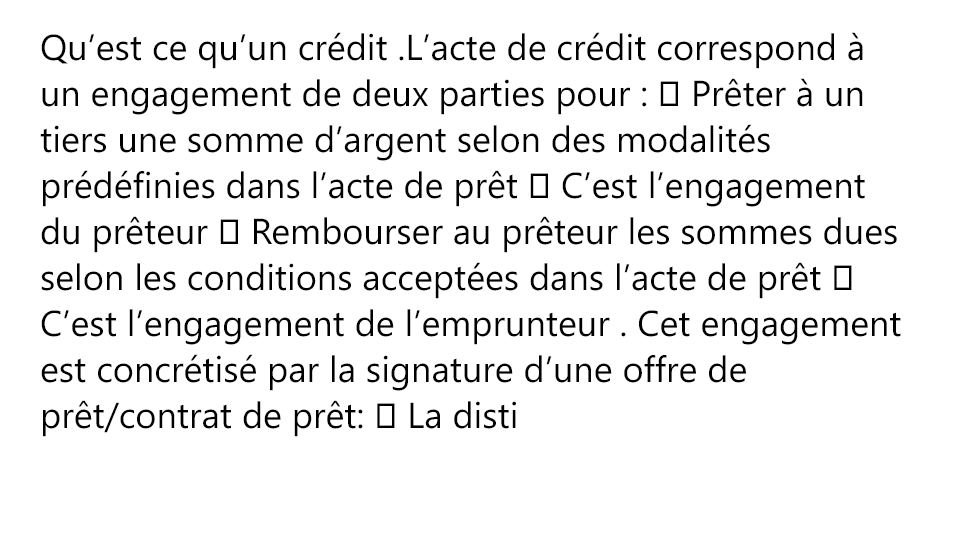 Qu’est ce qu’un crédit .L’acte de crédit correspond à
un engagement de deux parties pour :  Prêter à un
tiers une somme d’argent selon des modalités
prédéfinies dans l’acte de prêt  C’est l’engagement
du prêteur  Rembourser au prêteur les sommes dues
selon les conditions acceptées dans l’acte de prêt 
C’est l’engagement de l’emprunteur . Cet engagement
est concrétisé par la signature d’une offre de
prêt/contrat de prêt:  La disti